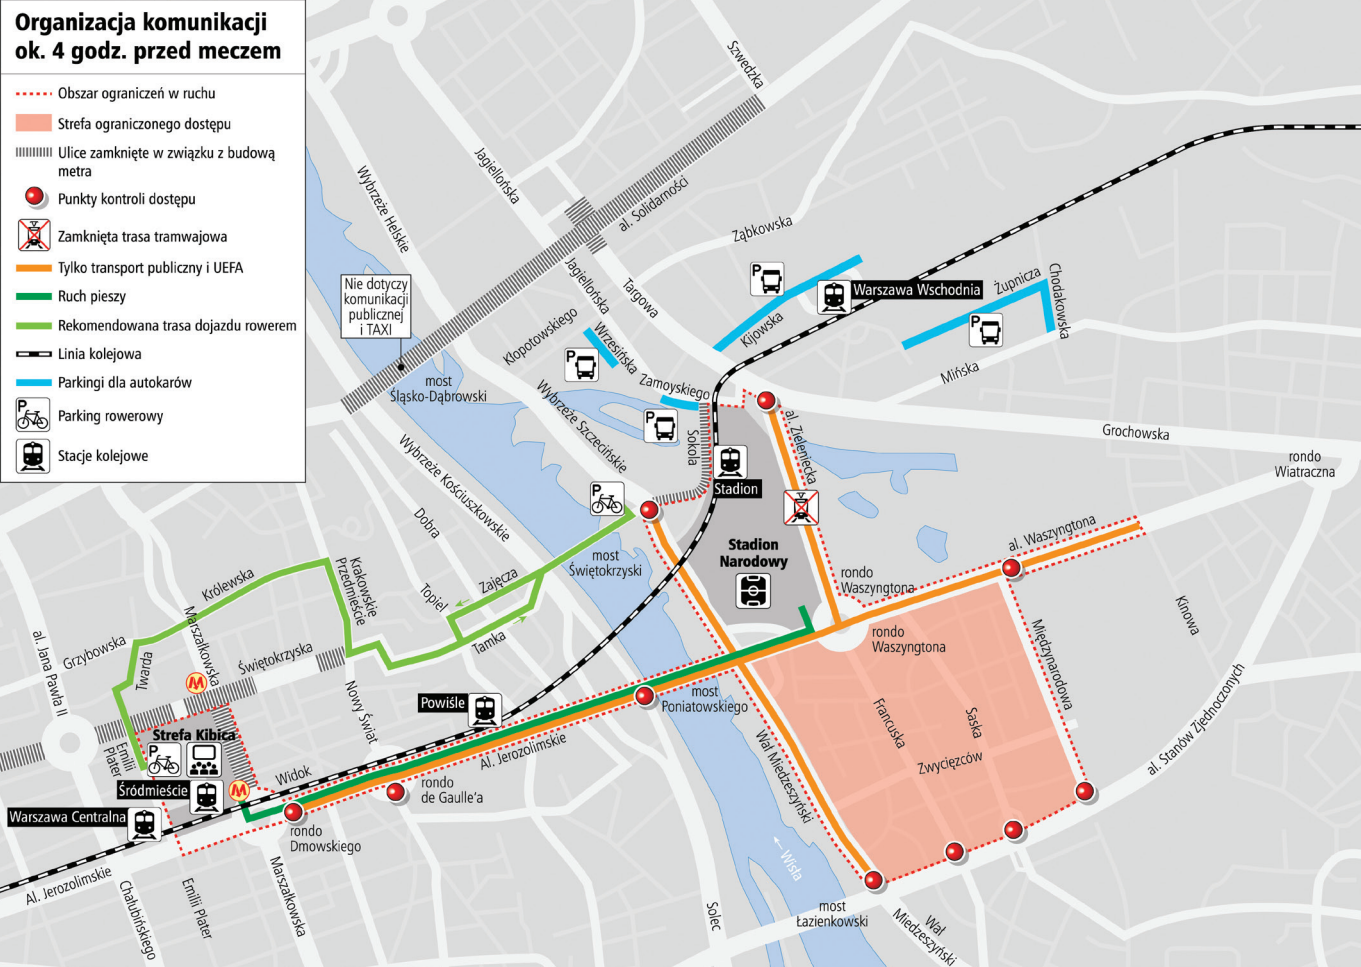 Organizacja komunikacji
ok. 4 godz. przed meczem
Obszar ograniczeń w ruchu
Strefa ograniczonego dostępu
Ulice zamknięte w związku z budową
metra
Punkty kontroli dostępu
Zamknięta trasa tramwajowa
Tylko transport publiczny i UEFA
Ruch pieszy
Rekomendowana trasa dojazdu rowerem
Linia kolejowa
Parkingi dla autokarów
P
Parking rowerowy
Stacje kolejowe
Szwedzka
Jagiellońska
Wybrzeże Helskie
al. Solidarności
Ząbkowska
Jagiellońska
Targowa
Nie dotyczy
komunikacji
publicznej
i TAXI
P
Warszawa Wschodnia
Kijowska
Żupnicza
Chodakowska
P
Kłopotowskiego
Wrzesińska
P
Mińska
most
Śląsko-Dąbrowski
Zamoyskiego
Wybrzeże Szczecińskie
P
Sokola
al. Zieleniecka
Grochowska
rondo
Wiatraczna
Wybrzeże Kościuszkowskie
Dobra
P
Stadion
Stadion
Narodowy
al. Waszyngtona
most
Świętokrzyski
rondo
Waszyngtona
rondo
Waszyngtona
Kinowa
Międzynarodowa
Królewska
Krakowskie
Przedmieście
Topiel
Zajęcza
Tamka
al. Jana Pawła II
Grzybowska
Twarda
Marszałkowska
Świętokrzyska
M
Nowy Świat
Powiśle
most
Poniatowskiego
Francuska
Saska
Zwycięzców
al. Stanów Zjednoczonych
Emilii
Plater
Strefa Kibica
P
Śródmieście
M
Widok
Al. Jerozolimskie
rondo
de Gaulle'a
Wał Miedzeszyński
Warszawa Centralna
rondo
Dmowskiego
Al. Jerozolimskie
Chałubińskiego
Emilii Plater
Marszałkowska
Solec
Wisła
most
Łazienkowski
Wał
Miedzeszyński